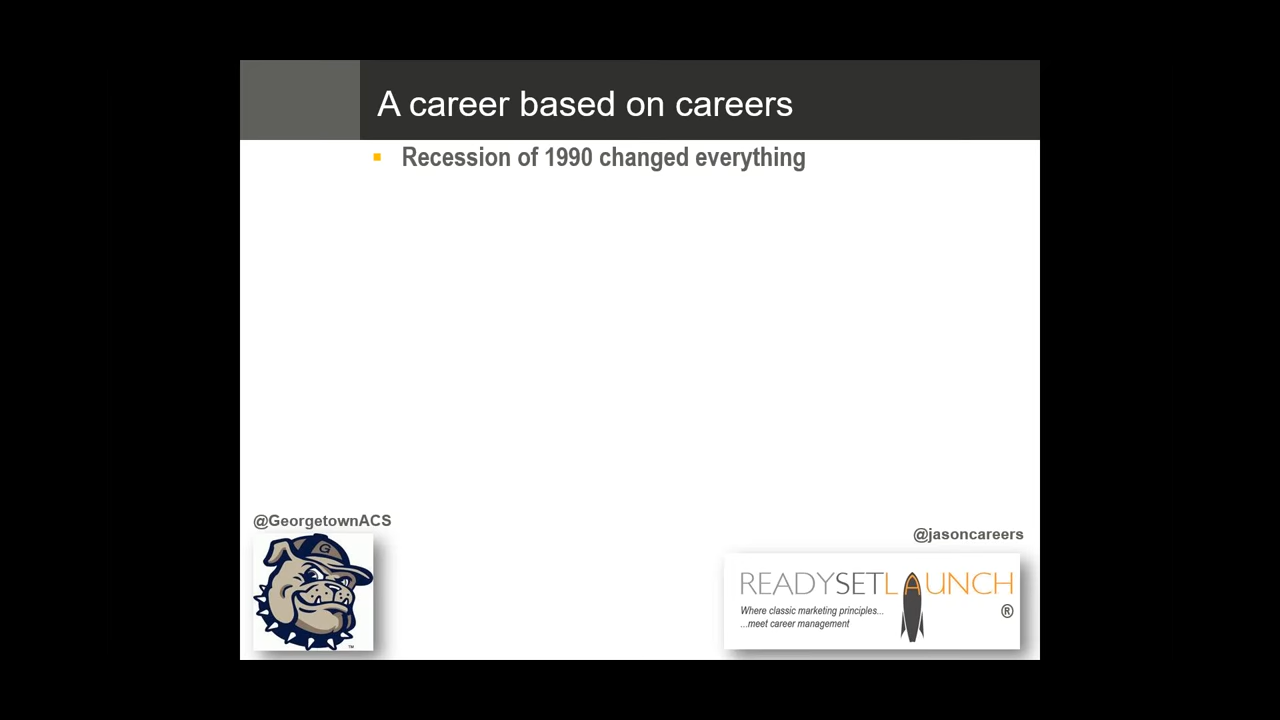 A career based on careers
Recession of 1990 changed everything
@GeorgetownACS
@jasoncareers
G
READYSETLAUNCH
®
Where classic marketing principles...
...meet career management
TM